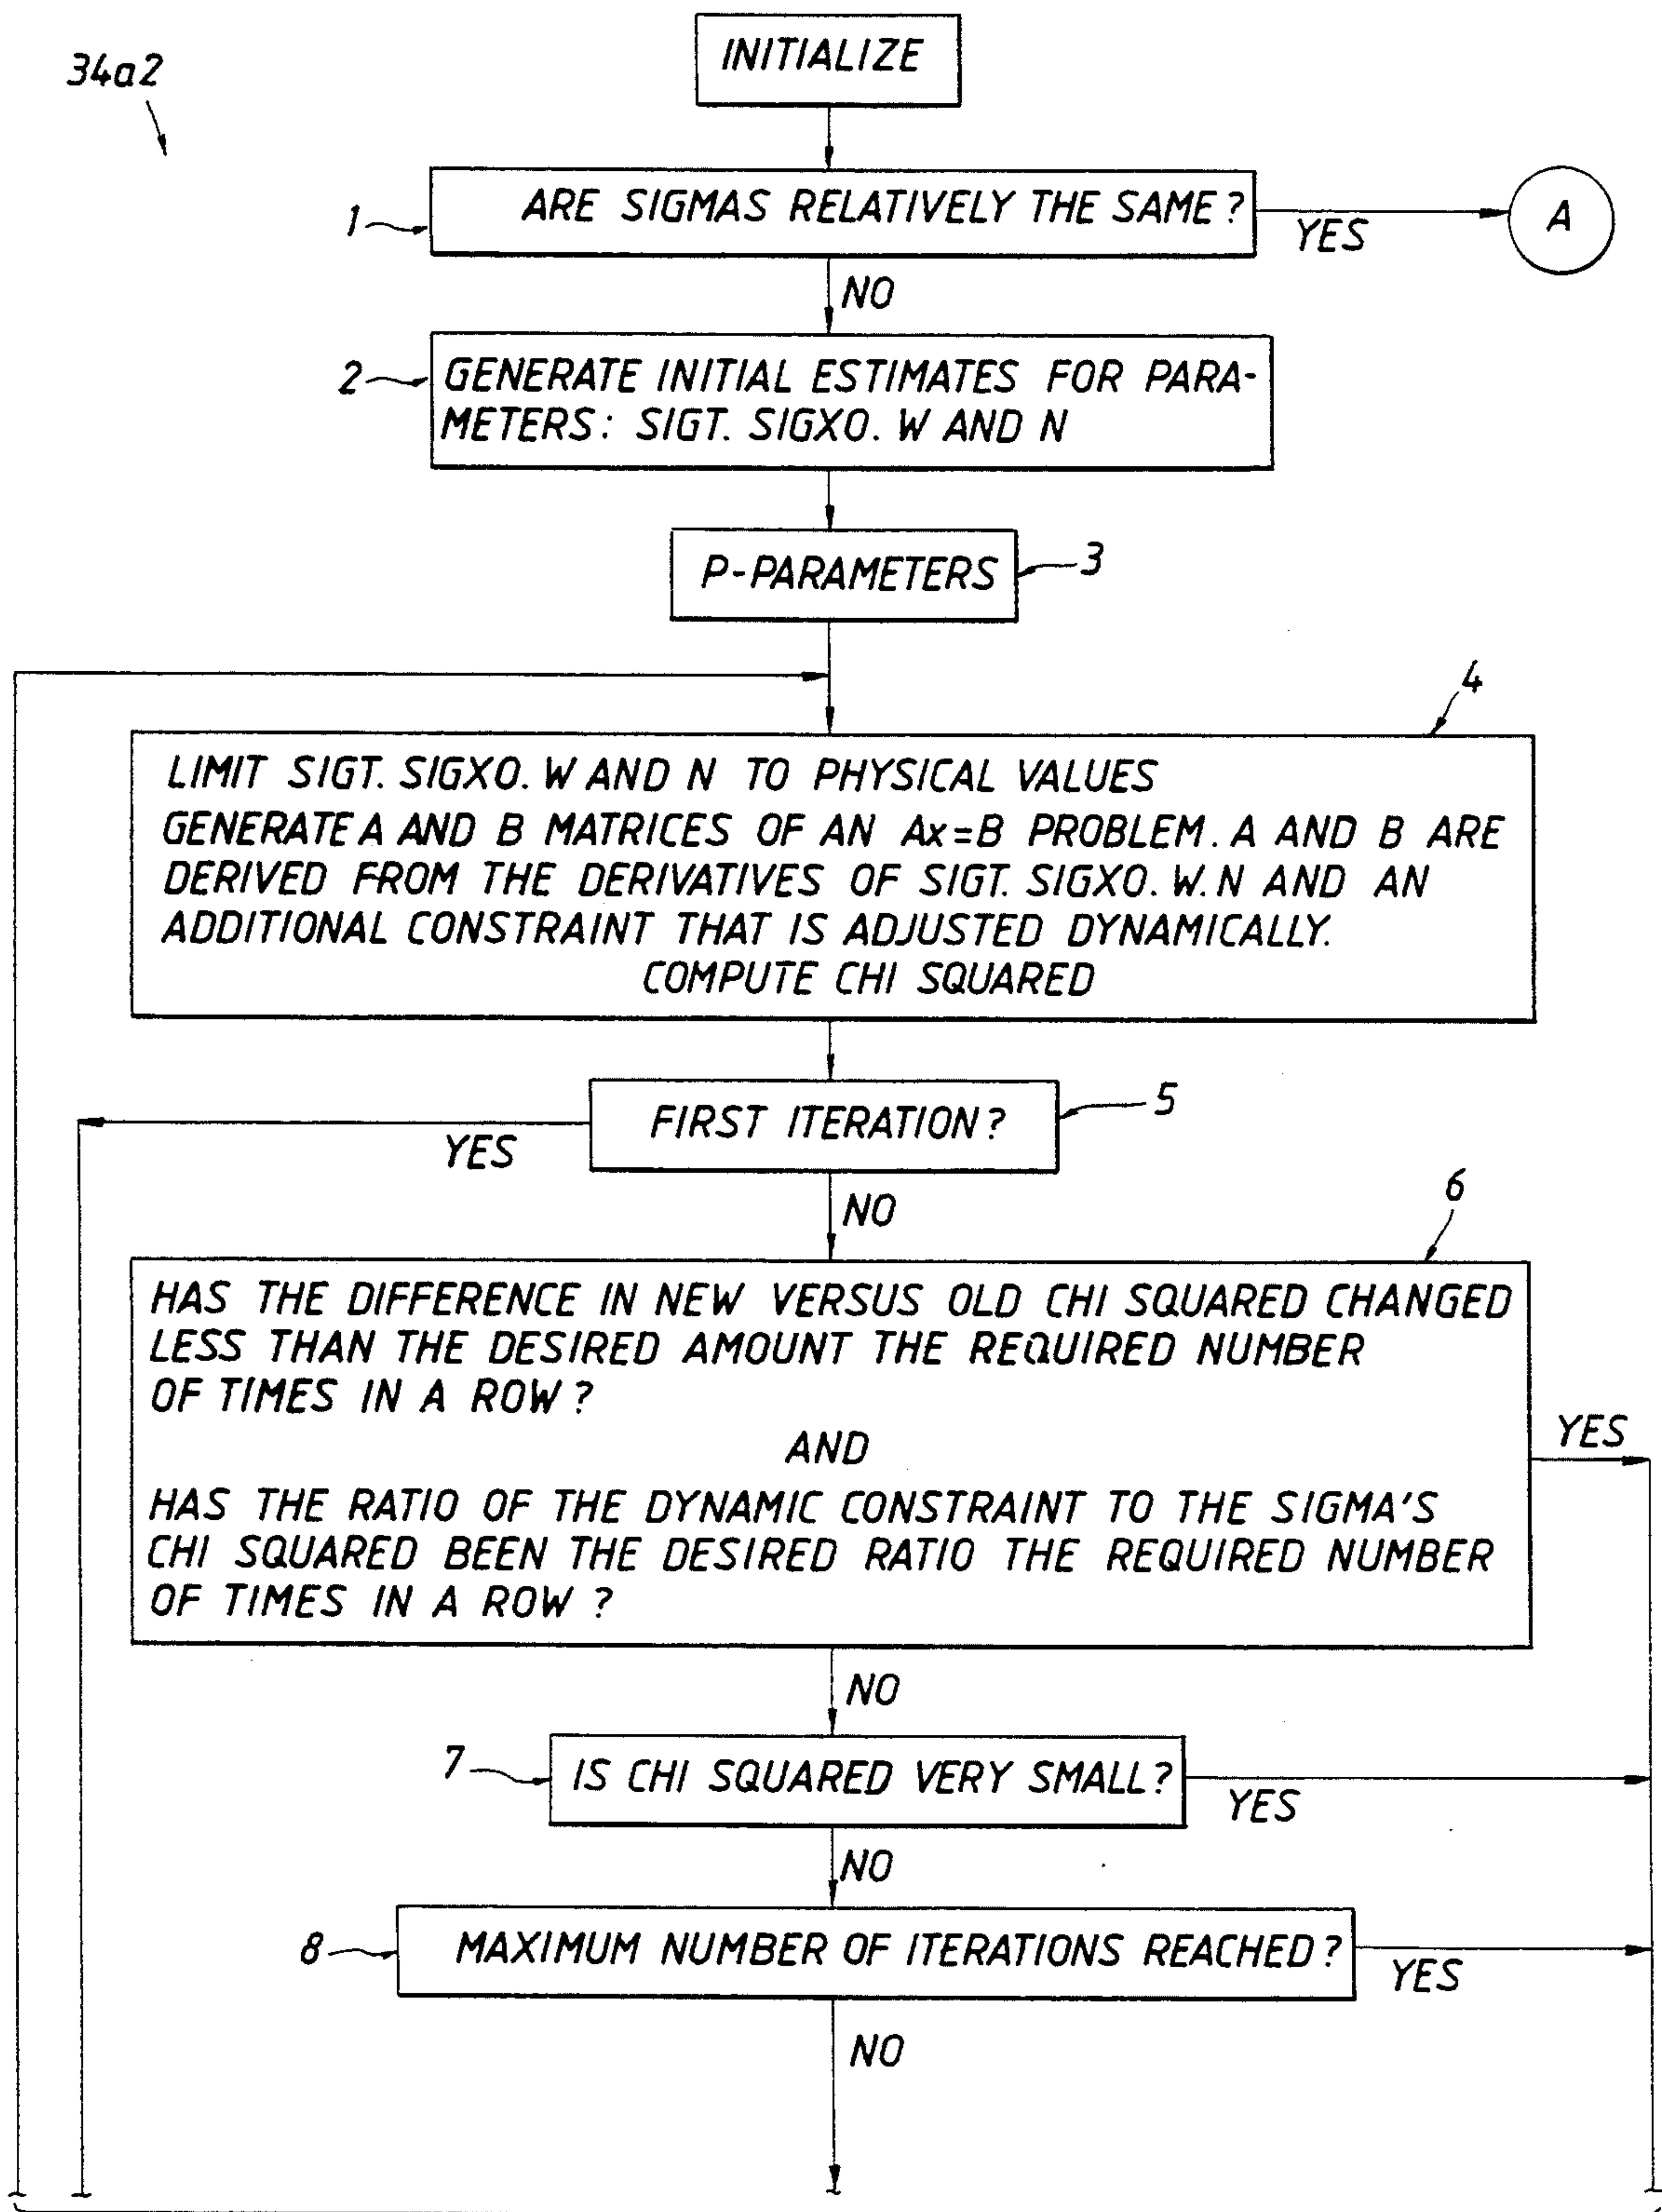 34a2
INITIALIZE
1
ARE SIGMAS RELATIVELY THE SAME?
YES
A
NO
2
GENERATE INITIAL ESTIMATES FOR PARA-
METERS: SIGT. SIGXO. W AND N
P-PARAMETERS
3
4
LIMIT SIGT. SIGXO. W AND N TO PHYSICAL VALUES
GENERATE A AND B MATRICES OF AN Ax=B PROBLEM. A AND B ARE
DERIVED FROM THE DERIVATIVES OF SIGT. SIGXO. W. N AND AN
ADDITIONAL CONSTRAINT THAT IS ADJUSTED DYNAMICALLY.
COMPUTE CHI SQUARED
FIRST ITERATION?
5
YES
NO
6
HAS THE DIFFERENCE IN NEW VERSUS OLD CHI SQUARED CHANGED
LESS THAN THE DESIRED AMOUNT THE REQUIRED NUMBER
OF TIMES IN A ROW?
AND
HAS THE RATIO OF THE DYNAMIC CONSTRAINT TO THE SIGMA'S
CHI SQUARED BEEN THE DESIRED RATIO THE REQUIRED NUMBER
OF TIMES IN A ROW?
YES
NO
7
IS CHI SQUARED VERY SMALL?
YES
NO
8
MAXIMUM NUMBER OF ITERATIONS REACHED?
YES
NO